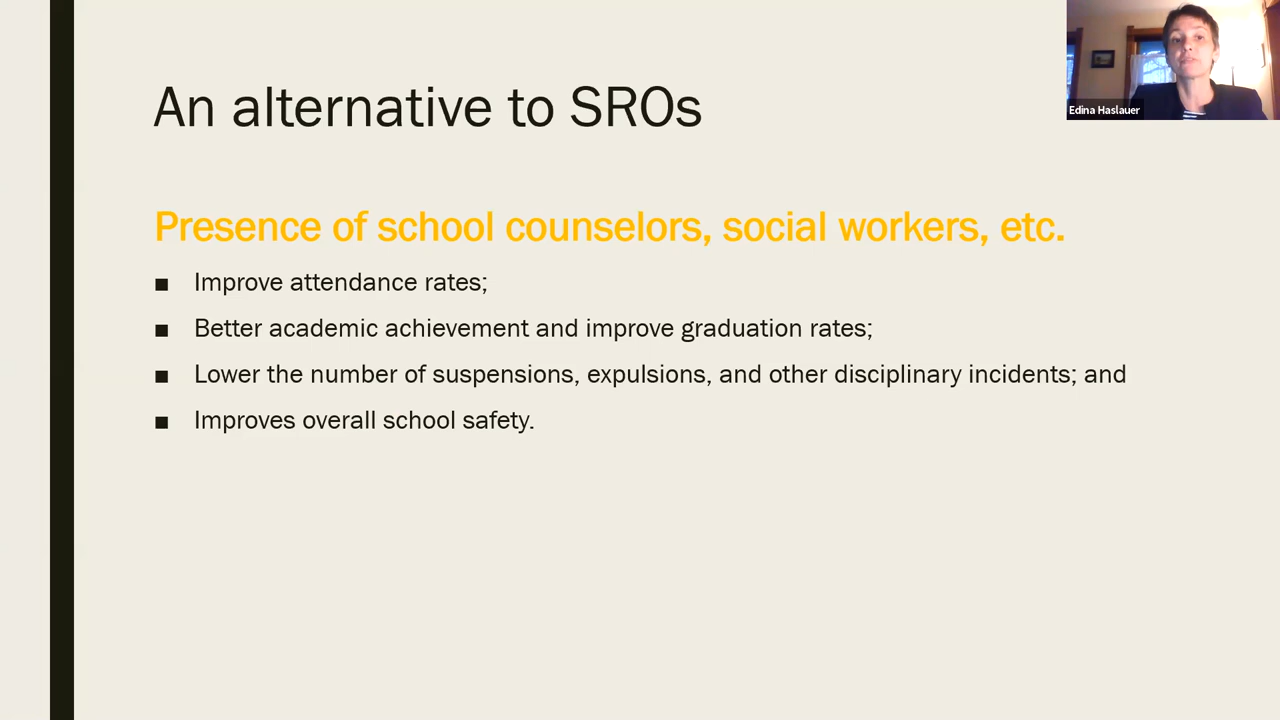 An alternative to SROs
Edina Haslauer
Presence of school counselors, social workers, etc.
■ Improve attendance rates;
■ Better academic achievement and improve graduation rates;
■ Lower the number of suspensions, expulsions, and other disciplinary incidents; and
■ Improves overall school safety.